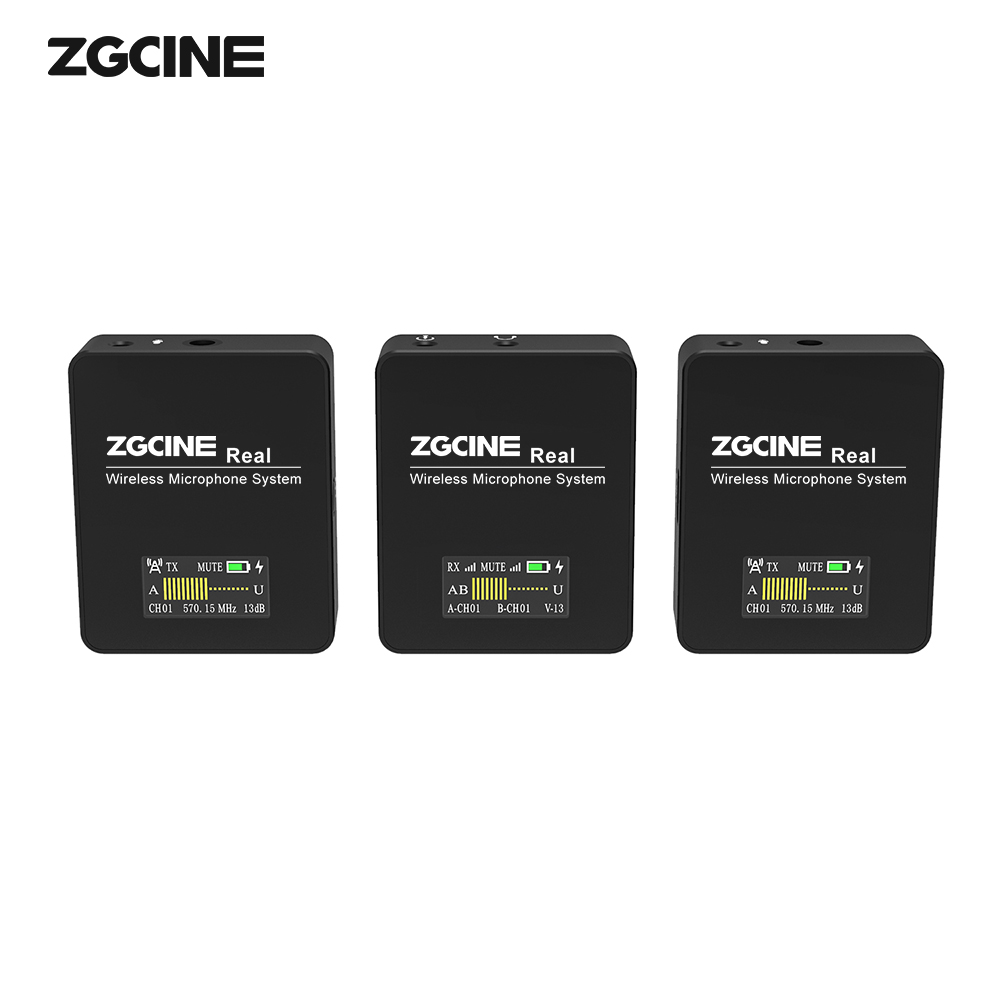 ZGCINE
ZGCINE Real
Wireless Microphone System
TX MUTE
A U
CH01 570.15 MHz 13dB
ZGCINE Real
Wireless Microphone System
RX MUTE
AB U
A-CH01 B-CH01 V-13
ZGCINE Real
Wireless Microphone System
A TX MUTE
A U
CH01 570.15 MHz 13dB